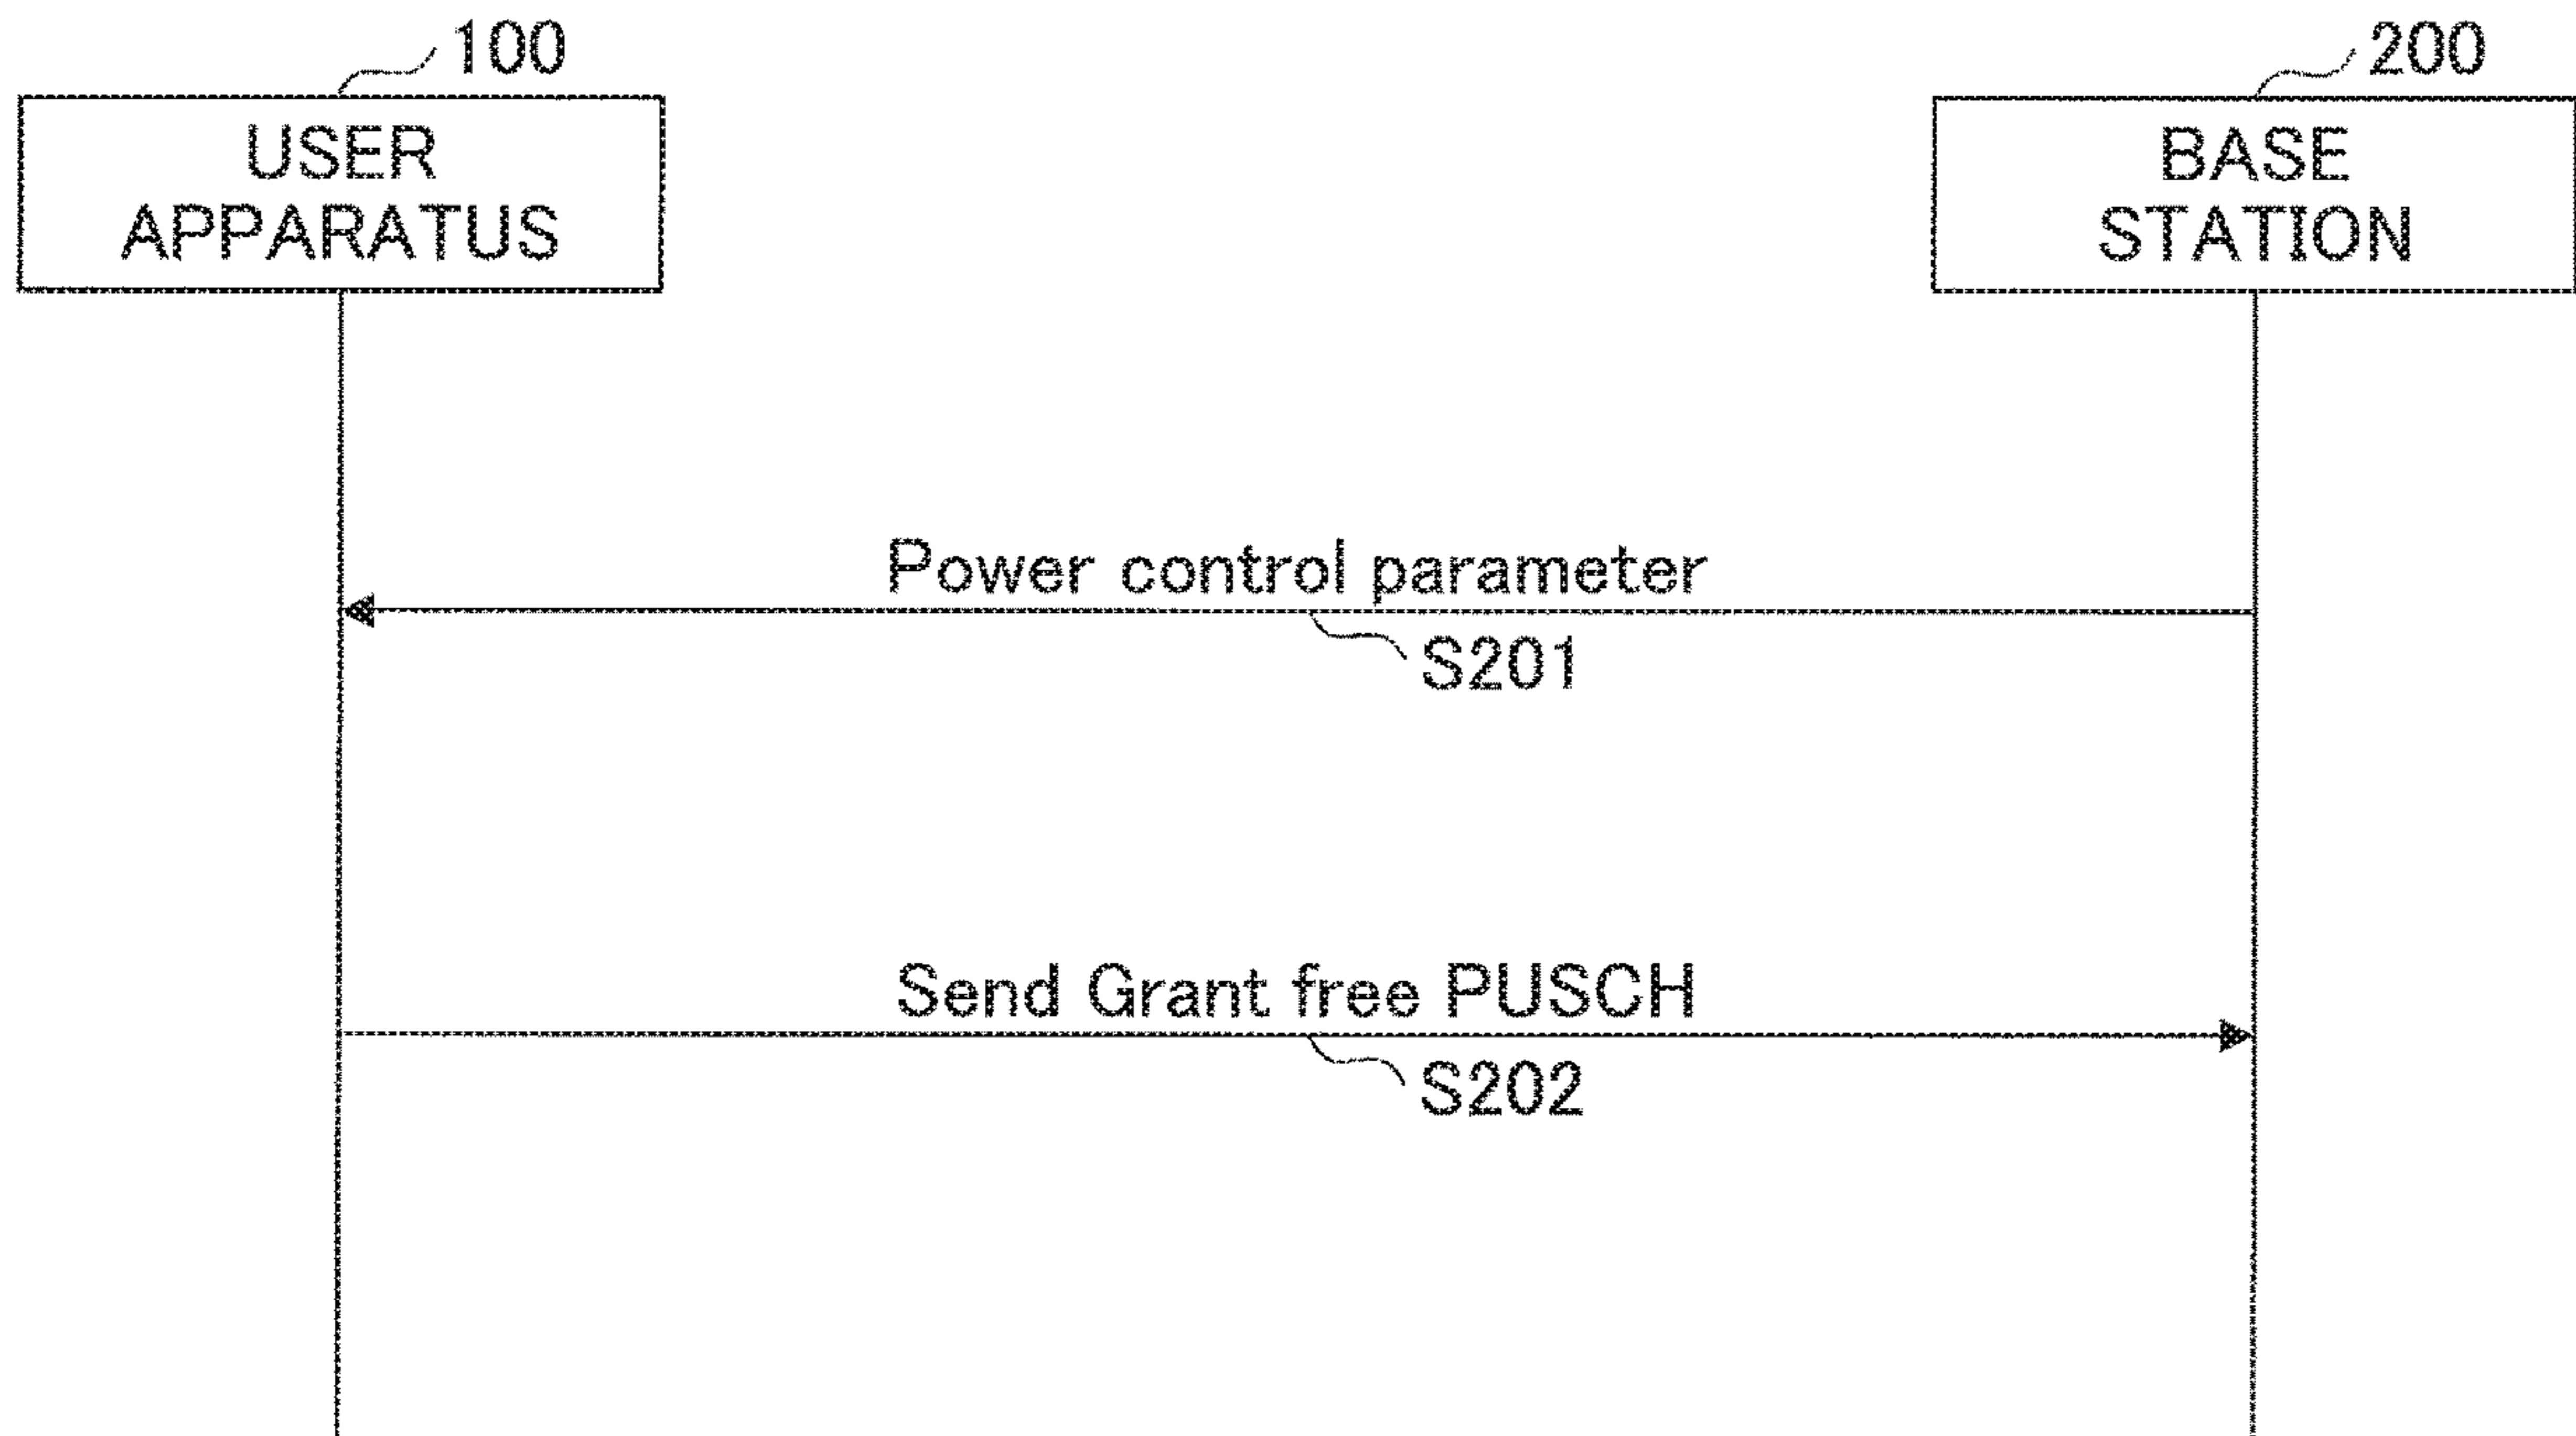 100
200
USER
APPARATUS
BASE
STATION
Power control parameter
S201
Send Grant free PUSCH
S202